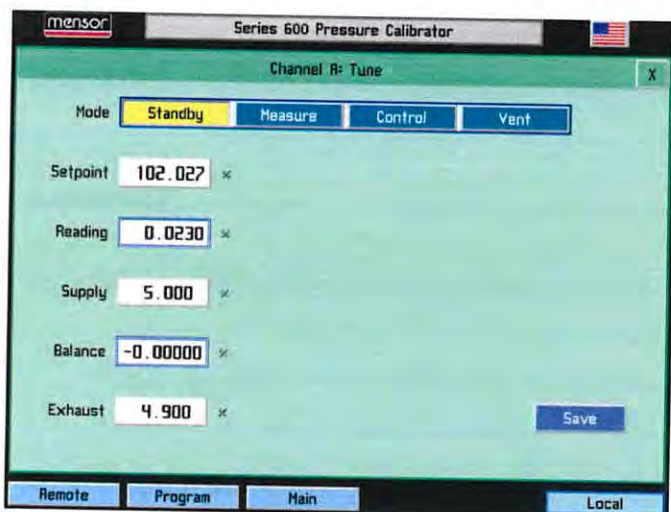 mensor Series 600 Pressure Calibrator
Channel A: Tune X
Mode Standby Measure Control Vent
Setpoint 102.027 %
Reading 0.0230 %
Supply 5.000 %
Balance -0.00000 %
Exhaust 4.900 %
Save
Remote Program Main Local